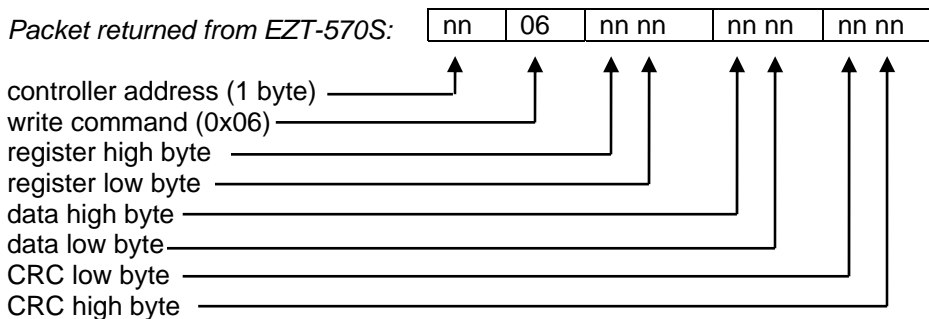 Packet returned from EZT-570S: nn 06 nn nn nn nn nn nn
controller address (1 byte)
write command (0x06)
register high byte
register low byte
data high byte
data low byte
CRC low byte
CRC high byte